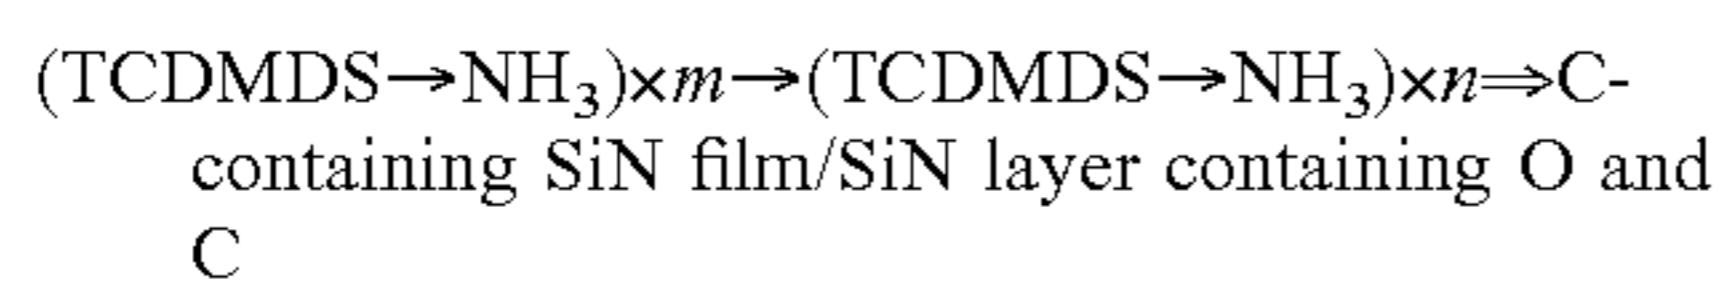 (TCDMDS→NH₃)×m→(TCDMDS→NH₃)×n⇒C-
containing SiN film/SiN layer containing O and
C